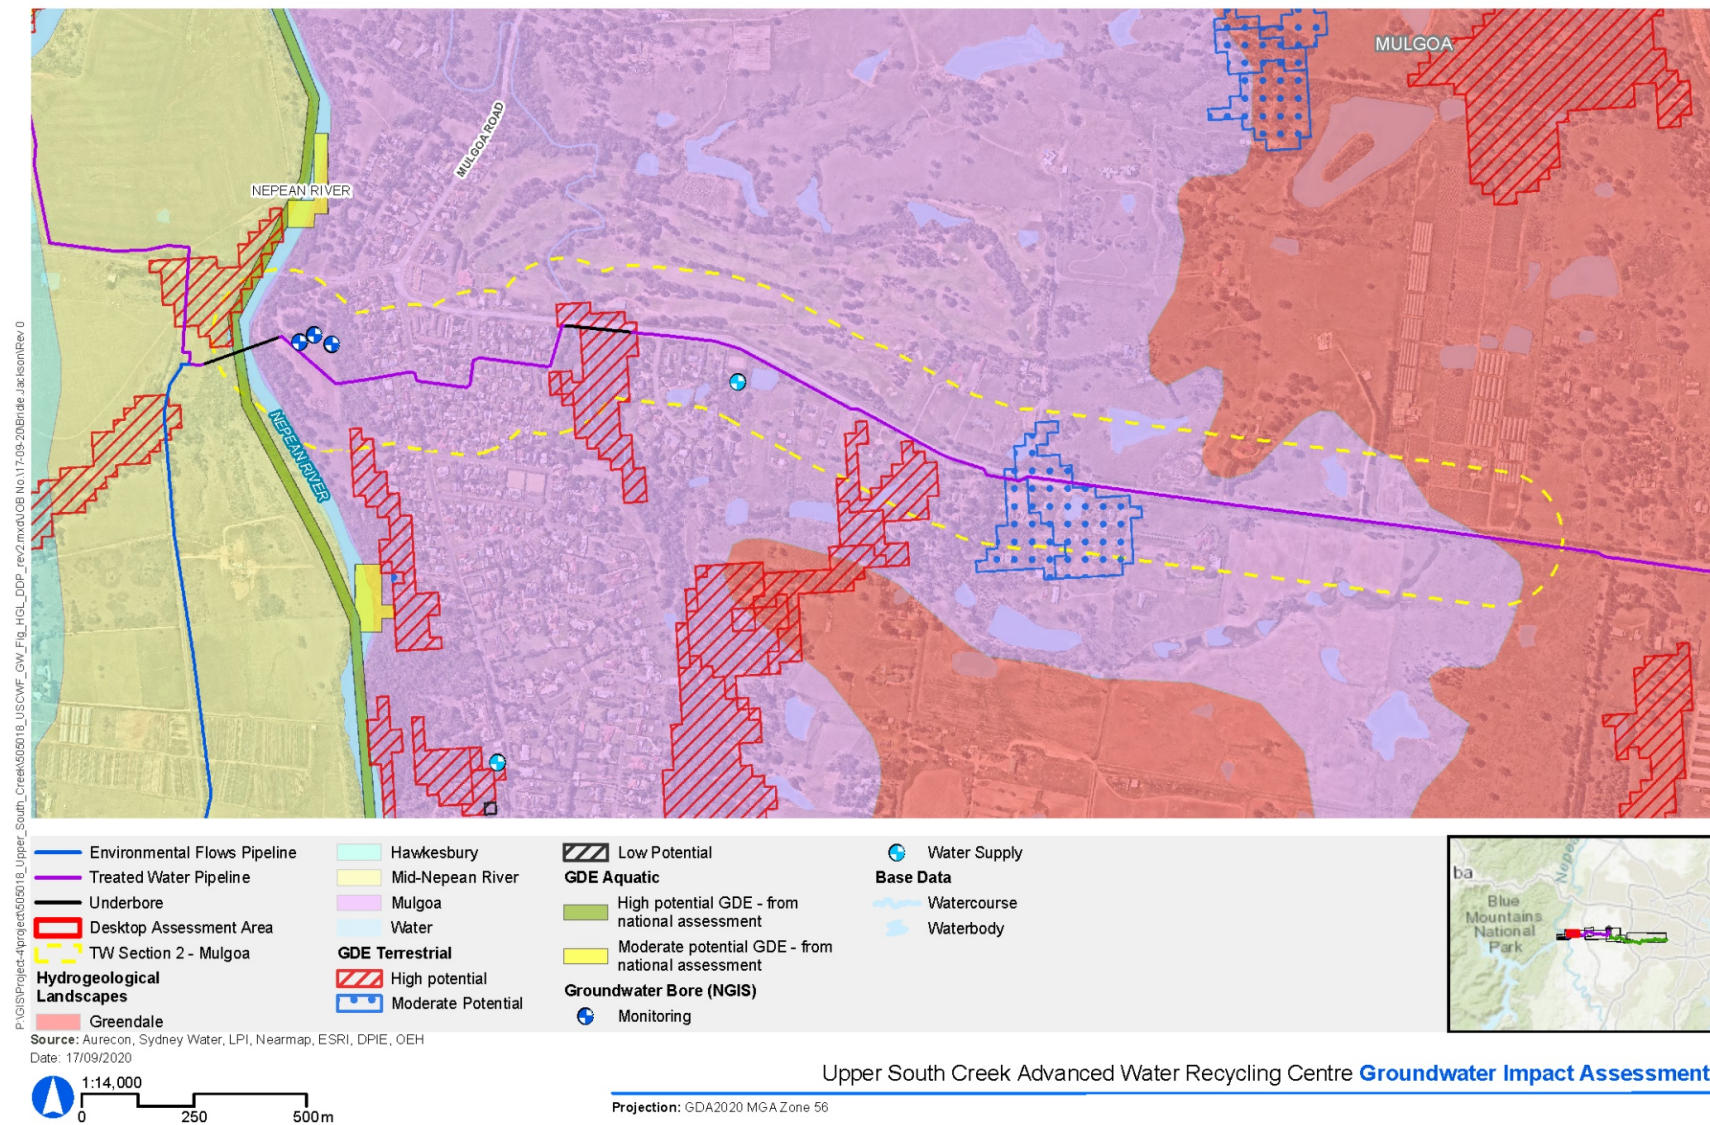 MULGOA
MULGOA ROAD
NEPEAN RIVER
NEPEAN RIVER
P:\GIS\Project-4\project\505018_Upper_South_Creek\505018_USCWF_GW_Fig_HGL_DDP_rev2.mxd\JOB No.\17-09-20\Bridie.Jackson\Rev 0
Environmental Flows Pipeline
Treated Water Pipeline
Underbore
Desktop Assessment Area
TW Section 2 - Mulgoa
Hydrogeological
Landscapes
Greendale
Hawkesbury
Mid-Nepean River
Mulgoa
Water
GDE Terrestrial
High potential
Moderate Potential
Low Potential
GDE Aquatic
High potential GDE - from
national assessment
Moderate potential GDE - from
national assessment
Groundwater Bore (NGIS)
Monitoring
Water Supply
Base Data
Watercourse
Waterbody
ba
Nepea
Blue
Mountains
National
Park
Source: Aurecon, Sydney Water, LPI, Nearmap, ESRI, DPIE, OEH
Date: 17/09/2020
1:14,000
0 250 500m
Upper South Creek Advanced Water Recycling Centre Groundwater Impact Assessment
Projection: GDA2020 MGA Zone 56